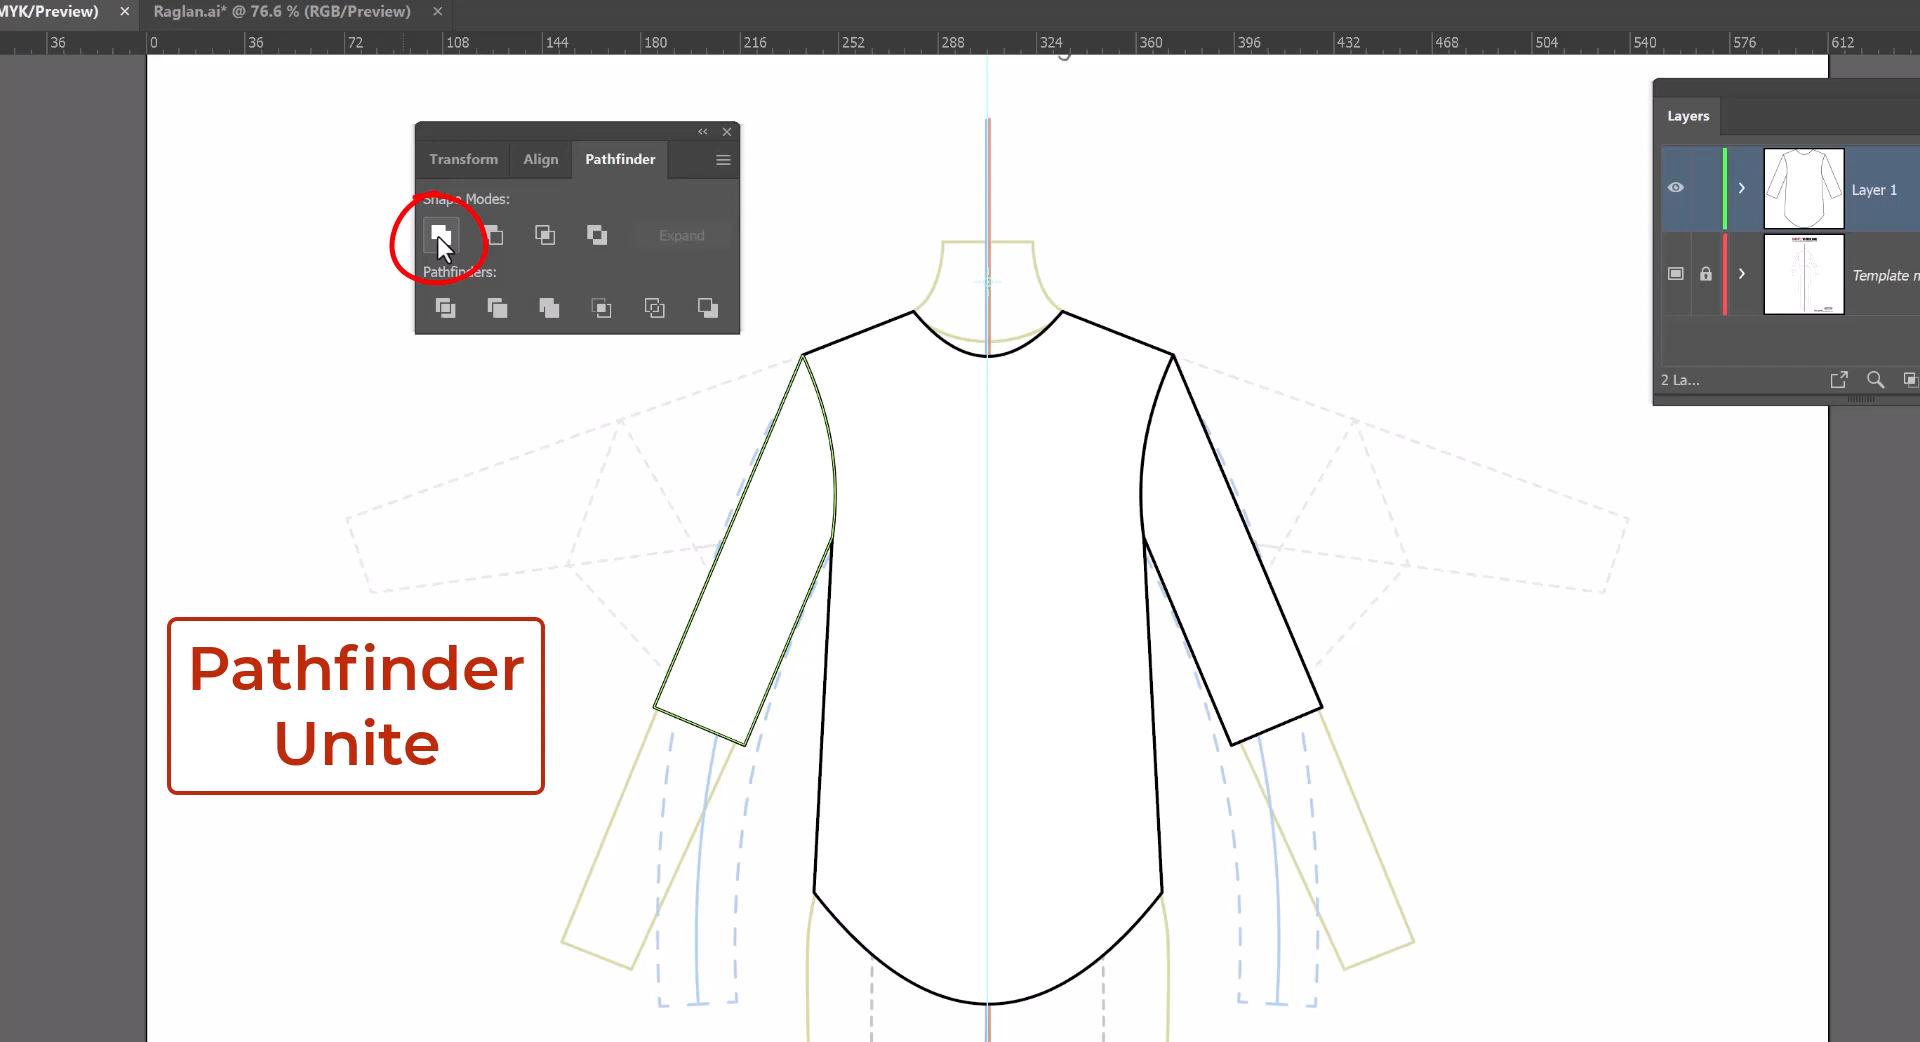 MYK/Preview) ×
Raglan.ai* @ 76.6 % (RGB/Preview) ×
36 0 36 72 108 144 180 216 252 288 324 360 396 432 468 504 540 576 612
Transform Align Pathfinder
Shape Modes:
Expand
Pathfinders:
Layers
Layer 1
Template n
2 La...
Pathfinder
Unite